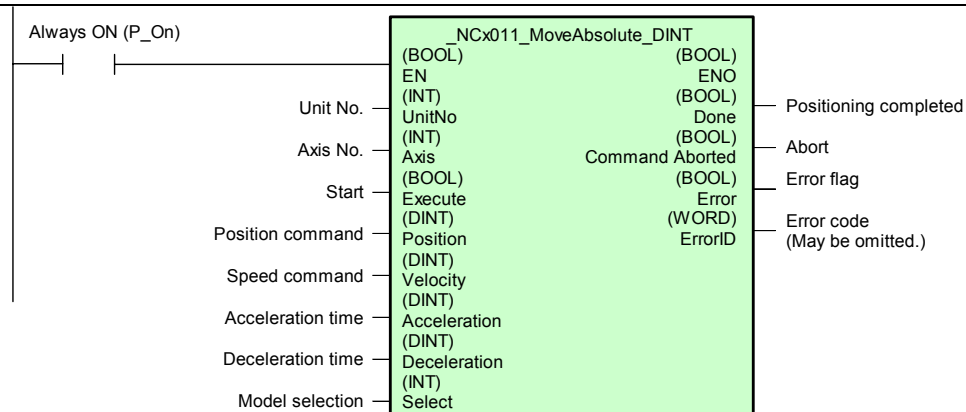 Always ON (P_On)
_NCx011_MoveAbsolute_DINT
(BOOL) (BOOL)
EN ENO
(INT) (BOOL)
Unit No. UnitNo Done Positioning completed
(INT) (BOOL)
Axis No. Axis Command Aborted Abort
(BOOL) (BOOL) Error flag
Start Execute Error
(DINT) (WORD) Error code
Position command Position ErrorID (May be omitted.)
(DINT)
Speed command Velocity
(DINT)
Acceleration time Acceleration
(DINT)
Deceleration time Deceleration
(INT)
Model selection Select